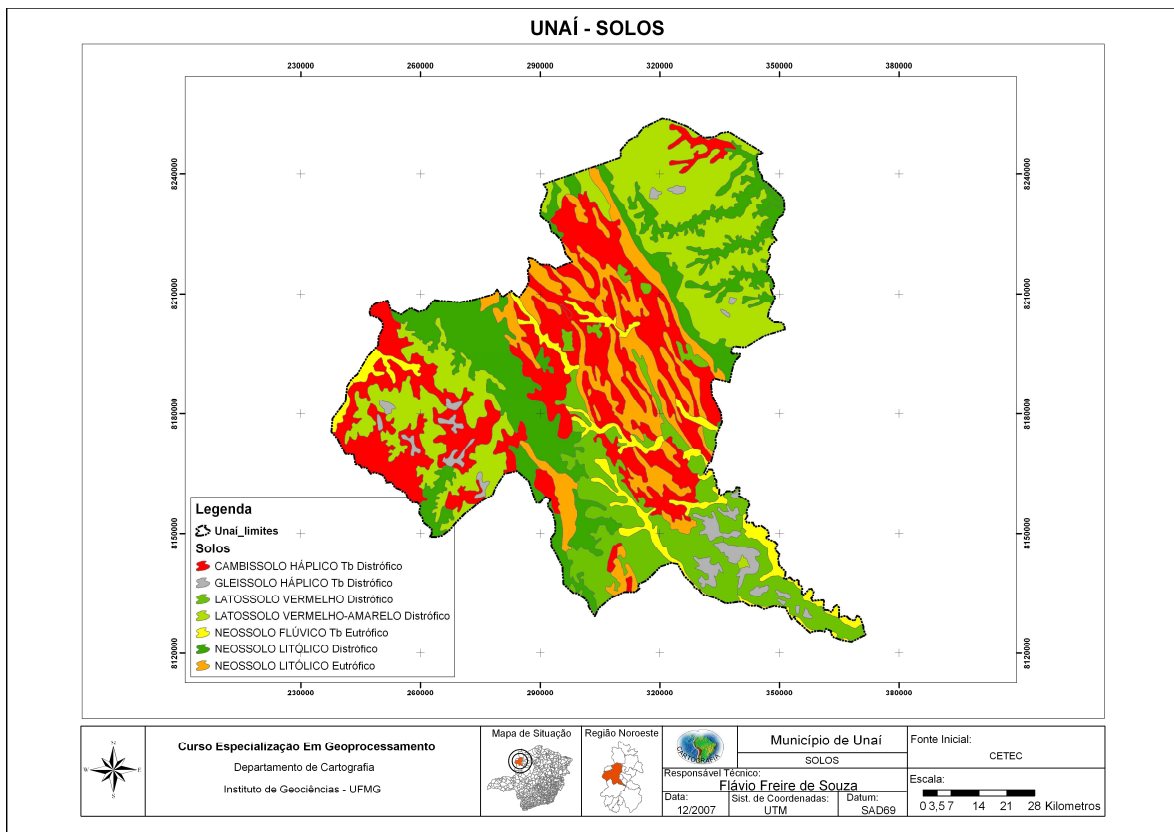 UNAÍ - SOLOS
230000 260000 290000 320000 350000 380000
8240000 8240000
8210000 8210000
8180000 8180000
8150000 8150000
8120000 8120000
Legenda
Unaí_limites
Solos
CAMBISSOLO HÁPLICO Tb Distrófico
GLEISSOLO HÁPLICO Tb Distrófico
LATOSSOLO VERMELHO Distrófico
LATOSSOLO VERMELHO-AMARELO Distrófico
NEOSSOLO FLÚVICO Tb Eutrófico
NEOSSOLO LITÓLICO Distrófico
NEOSSOLO LITÓLICO Eutrófico
230000 260000 290000 320000 350000 380000
N
W E
S
Curso Especialização Em Geoprocessamento
Departamento de Cartografia
Instituto de Geociências - UFMG
Mapa de Situação
Região Noroeste
CARTOGRAFIA
Município de Unaí
SOLOS
Responsável Técnico:
Flávio Freire de Souza
Data:
12/2007
Sist. de Coordenadas:
UTM
Datum:
SAD69
Fonte Inicial:
CETEC
Escala:
0 3,5 7 14 21 28 Kilometros